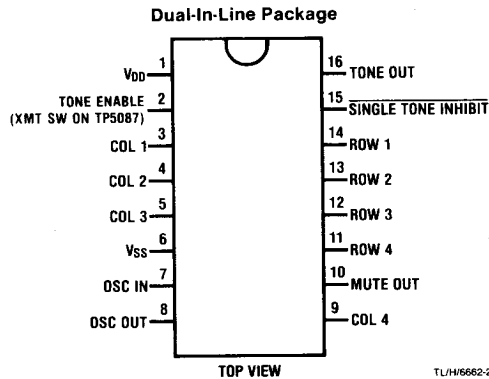 Dual-In-Line Package
1
VDD
16
TONE OUT
TONE ENABLE
(XMT SW ON TP5087)
2
15
SINGLE TONE INHIBIT
3
COL 1
14
ROW 1
4
COL 2
13
ROW 2
5
COL 3
12
ROW 3
6
VSS
11
ROW 4
7
OSC IN
10
MUTE OUT
8
OSC OUT
9
COL 4
TOP VIEW
TL/H/6662-2